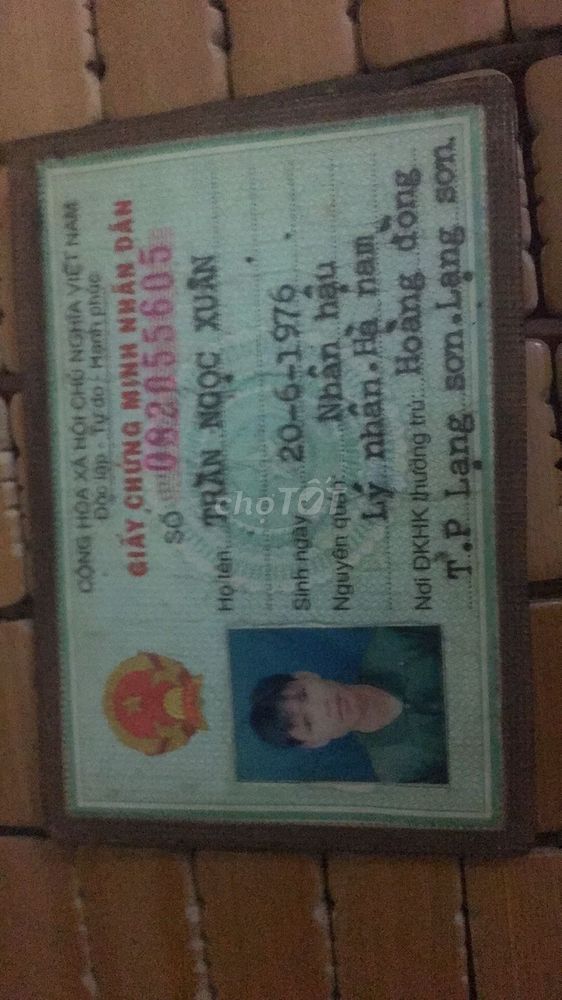 CỘNG HÒA XÃ HỘI CHỦ NGHĨA VIỆT NAM
Độc lập - Tự do - Hạnh phúc
GIẤY CHỨNG MINH NHÂN DÂN
SỐ 082055605
Họ tên TRẦN NGỌC XUÂN
Sinh ngày 20-6-1976
Nguyên quán Nhân hậu
Lý nhân.Hà nam
Nơi ĐKHK thường trú: Hoàng đồng
T.P Lạng sơn.Lạng sơn.
chợTỐT